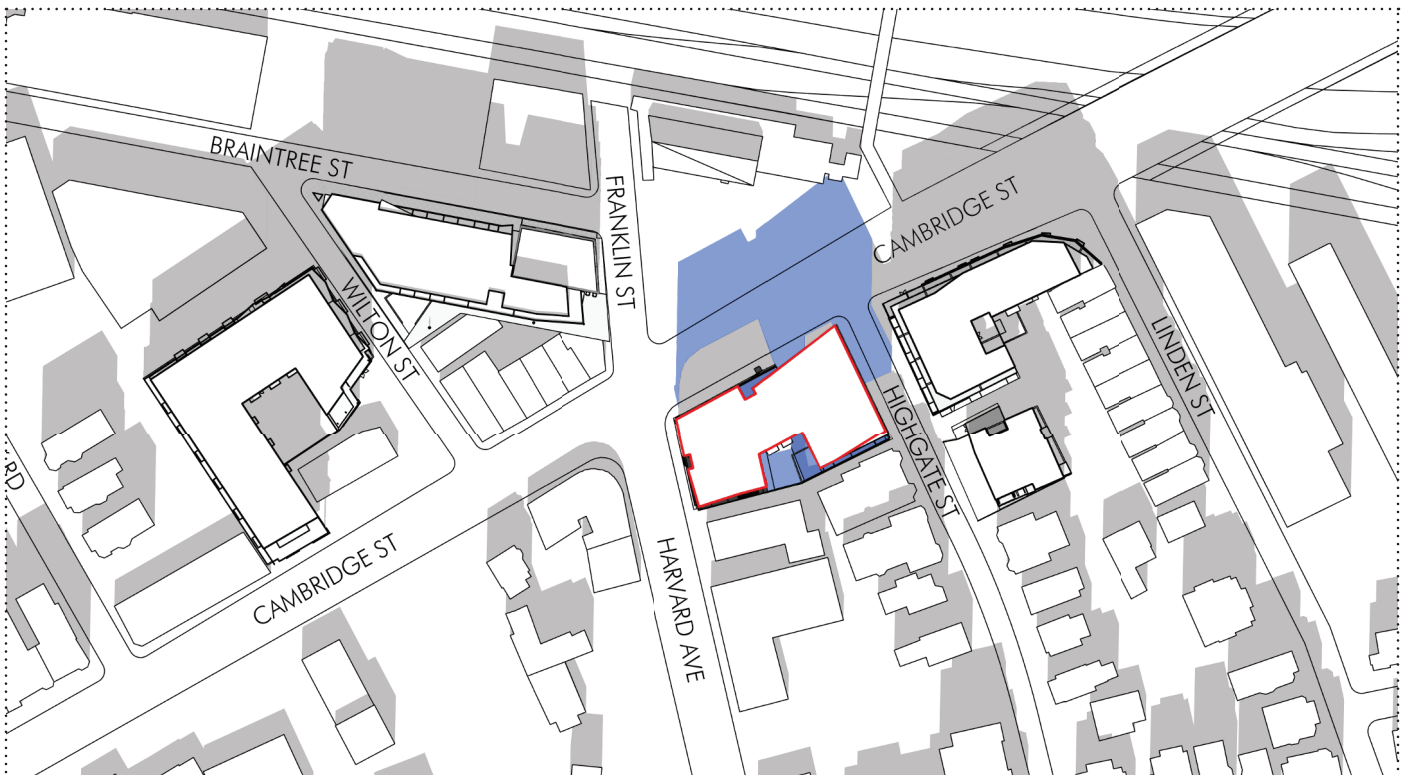 BRAINTREE ST
FRANKLIN ST
CAMBRIDGE ST
WILTON ST
LINDEN ST
HIGHGATE ST
RD
CAMBRIDGE ST
HARVARD AVE